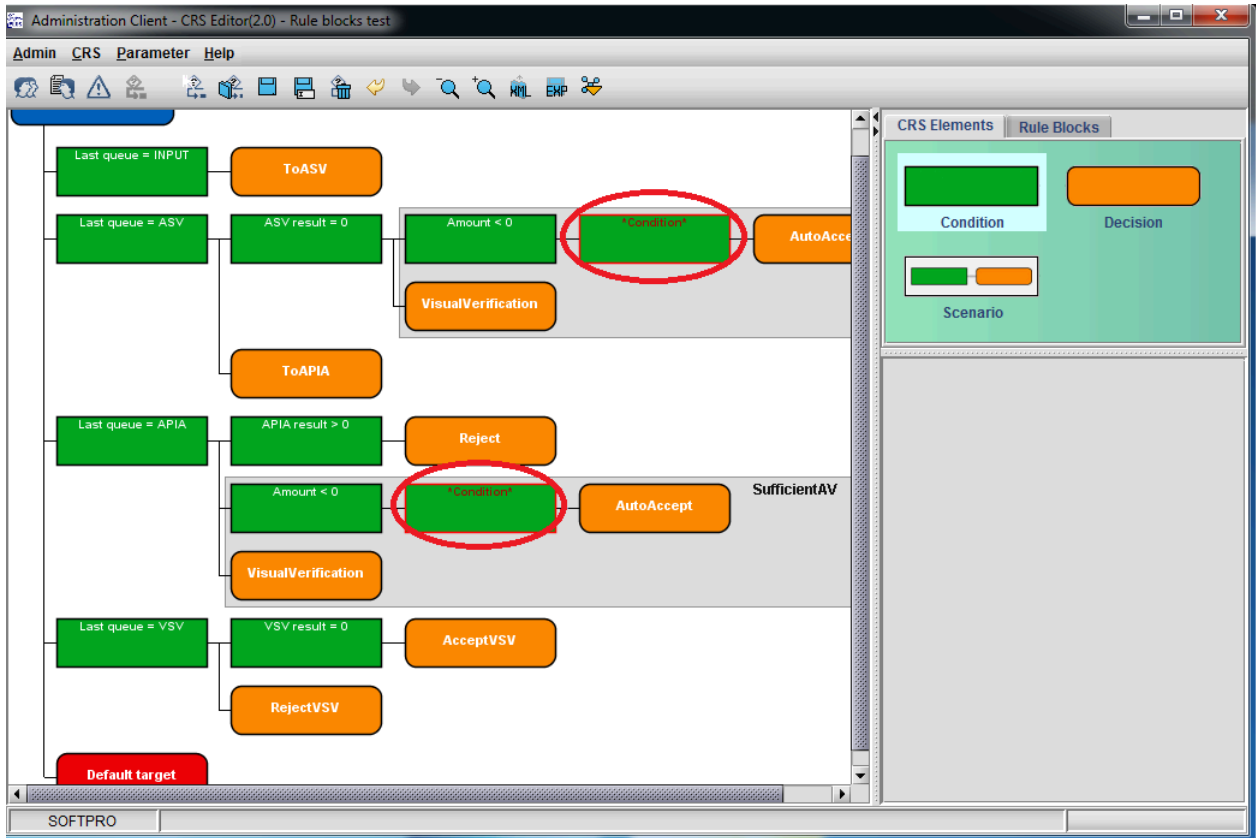 Administration Client - CRS Editor(2.0) - Rule blocks test
Admin CRS Parameter Help
XML EXP
CRS Elements Rule Blocks
Last queue = INPUT
ToASV
Last queue = ASV
ASV result = 0
Amount < 0
*Condition*
AutoAcce
VisualVerification
ToAPIA
Condition
Decision
Scenario
Last queue = APIA
APIA result > 0
Reject
Amount < 0
*Condition*
AutoAccept
SufficientAV
VisualVerification
Last queue = VSV
VSV result = 0
AcceptVSV
RejectVSV
Default target
SOFTPRO